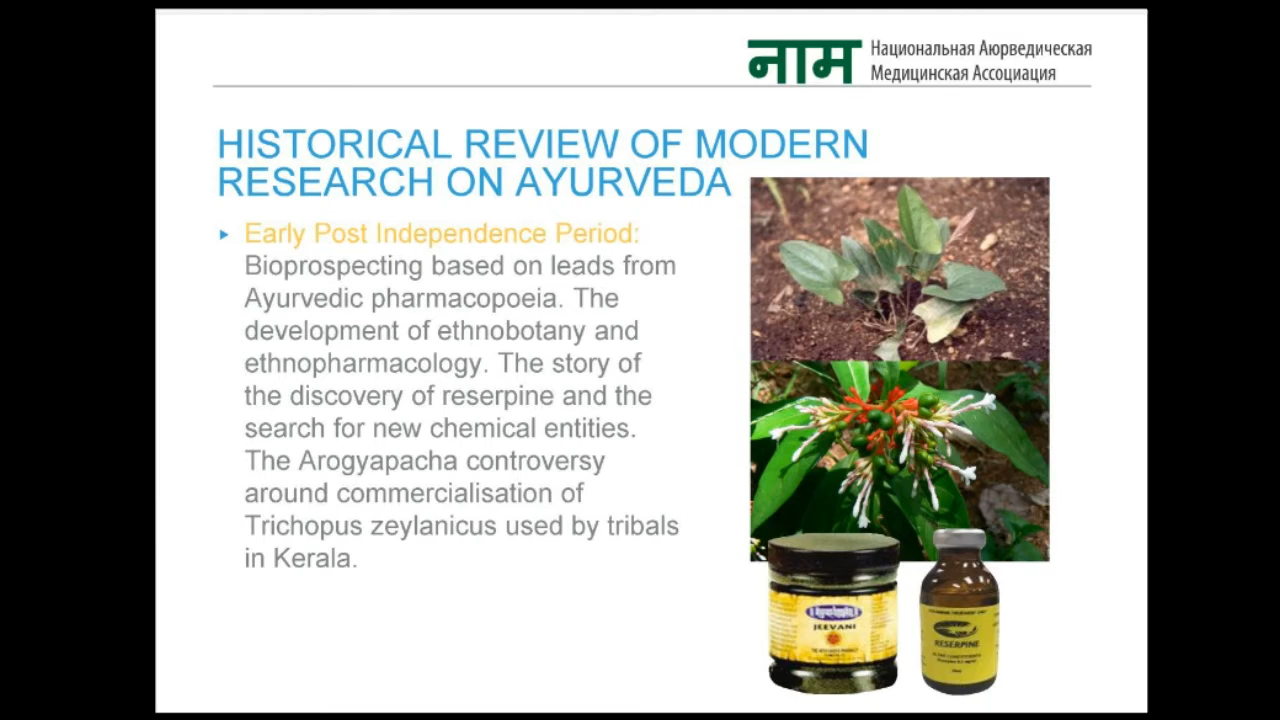 नाम
Национальная Аюрведическая
Медицинская Ассоциация
HISTORICAL REVIEW OF MODERN
RESEARCH ON AYURVEDA
Early Post Independence Period:
Bioprospecting based on leads from
Ayurvedic pharmacopoeia. The
development of ethnobotany and
ethnopharmacology. The story of
the discovery of reserpine and the
search for new chemical entities.
The Arogyapacha controversy
around commercialisation of
Trichopus zeylanicus used by tribals
in Kerala.
JEEVANI
RESERPINE